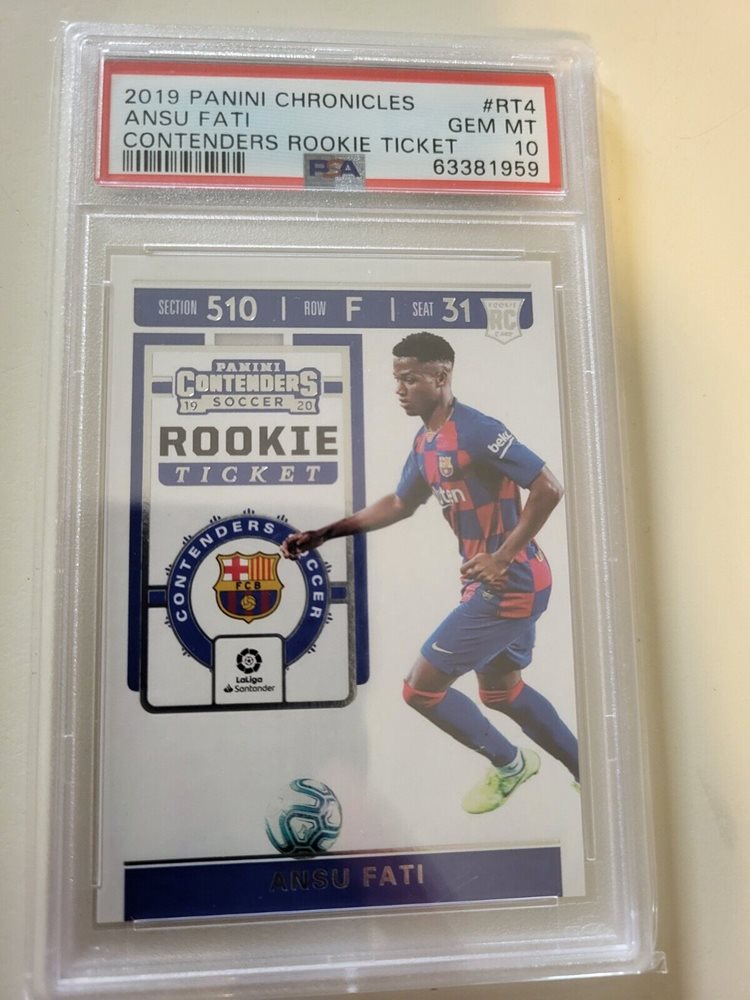 2019 PANINI CHRONICLES #RT4
ANSU FATI GEM MT
CONTENDERS ROOKIE TICKET 10
PSA 63381959
SECTION 510 | ROW F | SEAT 31
ROOKIE
RC
CARD
PANINI
CONTENDERS
19 SOCCER 20
ROOKIE
TICKET
CONTENDERS SOCCER
FCB
LaLiga
Santander
beko
ANSU FATI